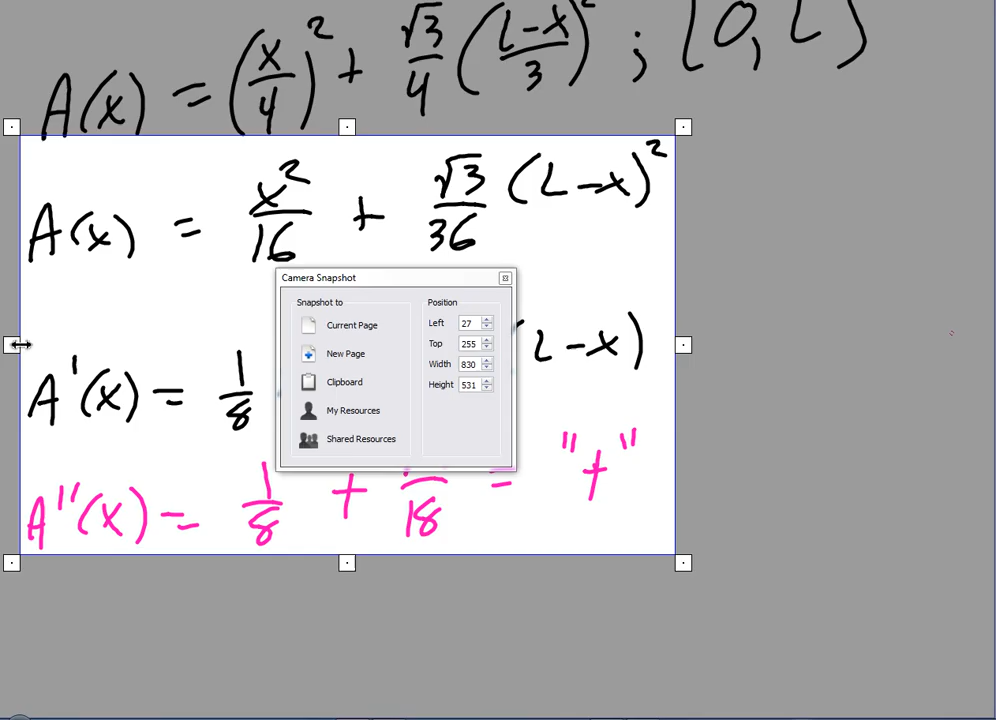 A(x) = (x/4)² + √3/4 (L-x/3)² ; [0, L]
A(x) = x²/16 + √3/36 (L-x)²
Camera Snapshot
Snapshot to
Current Page
New Page
Clipboard
My Resources
Shared Resources
Position
Left 27
Top 255
Width 830
Height 531
A'(x) = 1/8 (L-x)
A''(x) = 1/8 + /18 = "+"